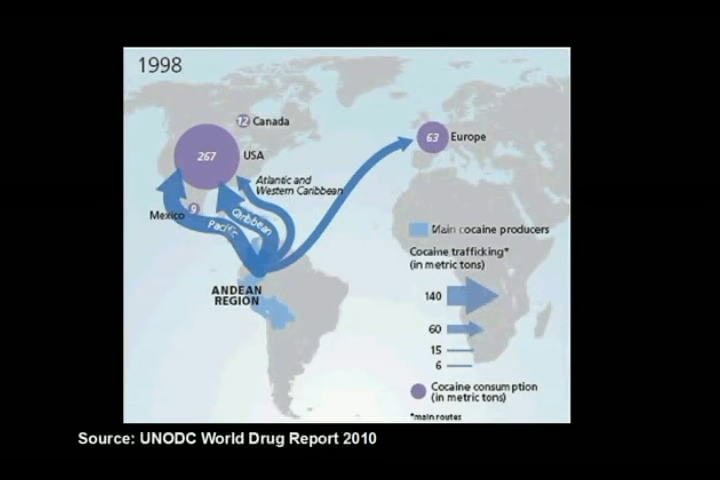 1998
12 Canada
267 USA
63 Europe
Atlantic and
Western Caribbean
Mexico 9
Pacific
Caribbean
Main cocaine producers
Cocaine trafficking*
(in metric tons)
ANDEAN
REGION
140
60
15
6
Cocaine consumption
(in metric tons)
*main routes
Source: UNODC World Drug Report 2010